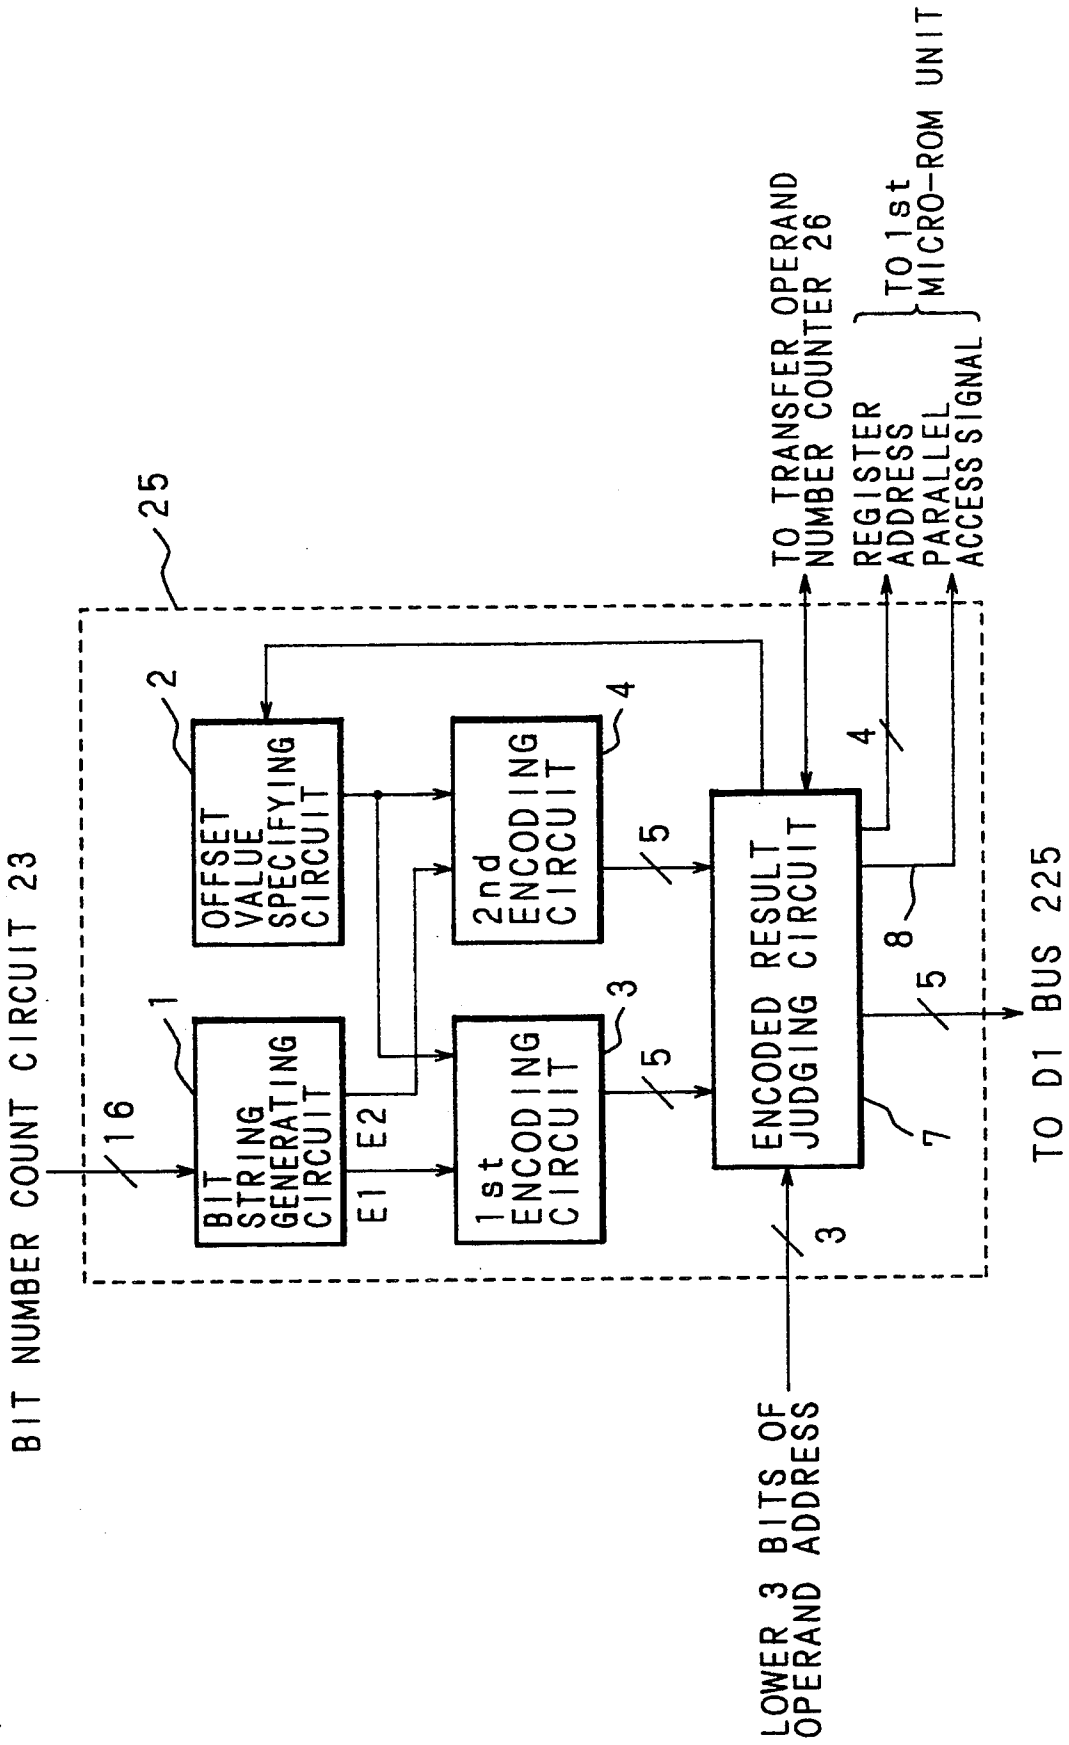 BIT NUMBER COUNT CIRCUIT 23
16
25
1
BIT
STRING
GENERATING
CIRCUIT
2
OFFSET
VALUE
SPECIFYING
CIRCUIT
E1
E2
1st
ENCODING
CIRCUIT
3
2nd
ENCODING
CIRCUIT
4
5
5
LOWER 3 BITS OF
OPERAND ADDRESS
3
ENCODED RESULT
JUDGING CIRCUIT
7
8
4
5
TO TRANSFER OPERAND
NUMBER COUNTER 26
REGISTER
ADDRESS
PARALLEL
ACCESS SIGNAL
TO 1st
MICRO-ROM UNIT
TO D1 BUS 225